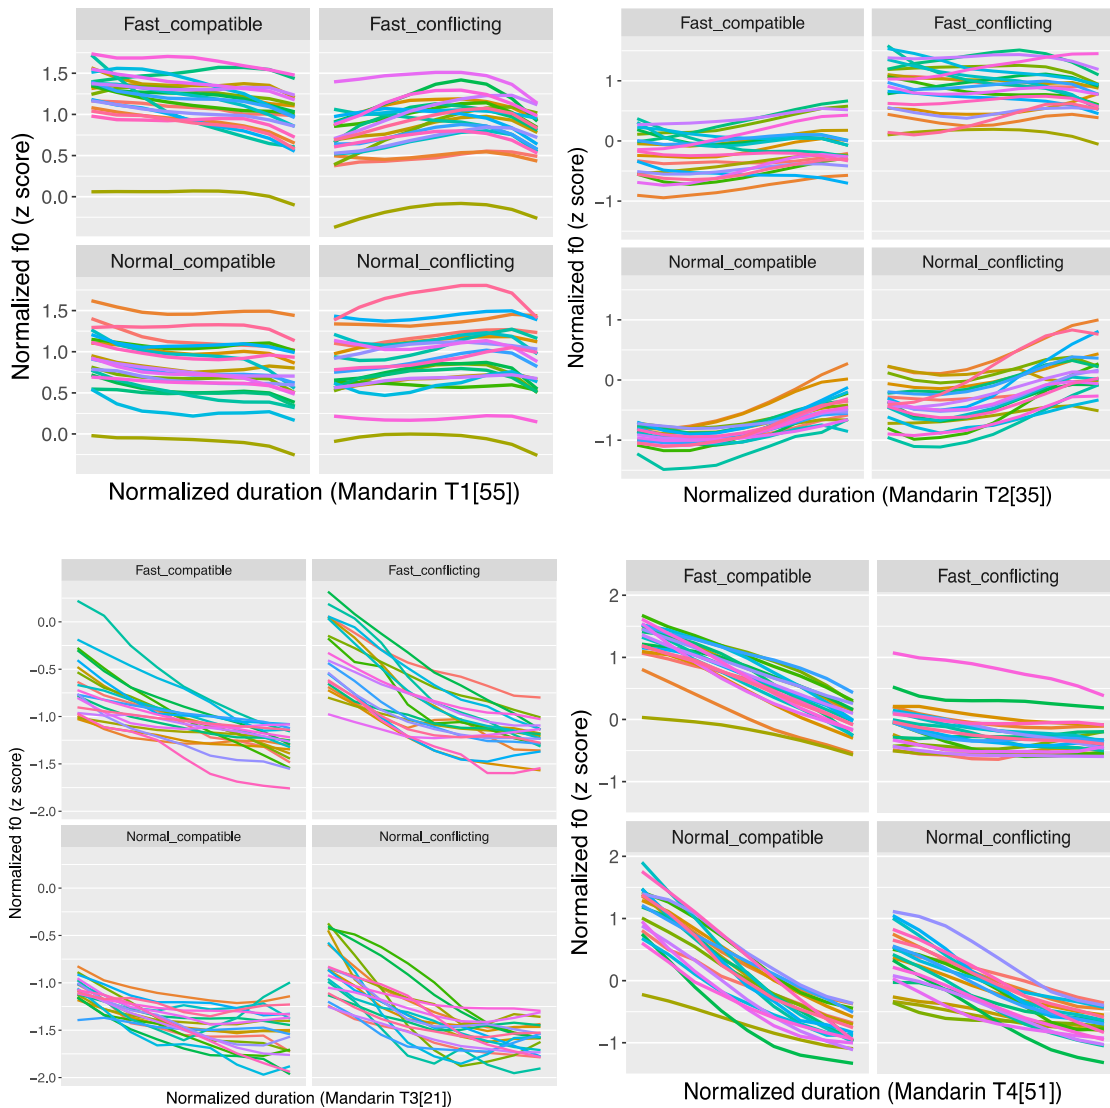 Fast_compatible Fast_conflicting
1.5
1.0
0.5
0.0
Normal_compatible Normal_conflicting
1.5
1.0
0.5
0.0
Normalized f0 (z score)
Normalized duration (Mandarin T1[55])
Fast_compatible Fast_conflicting
1
0
−1
Normal_compatible Normal_conflicting
1
0
−1
Normalized f0 (z score)
Normalized duration (Mandarin T2[35])
Fast_compatible Fast_conflicting
0.0
−0.5
−1.0
−1.5
−2.0
Normal_compatible Normal_conflicting
0.0
−0.5
−1.0
−1.5
−2.0
Normalized f0 (z score)
Normalized duration (Mandarin T3[21])
Fast_compatible Fast_conflicting
2
1
0
−1
Normal_compatible Normal_conflicting
2
1
0
−1
Normalized f0 (z score)
Normalized duration (Mandarin T4[51])